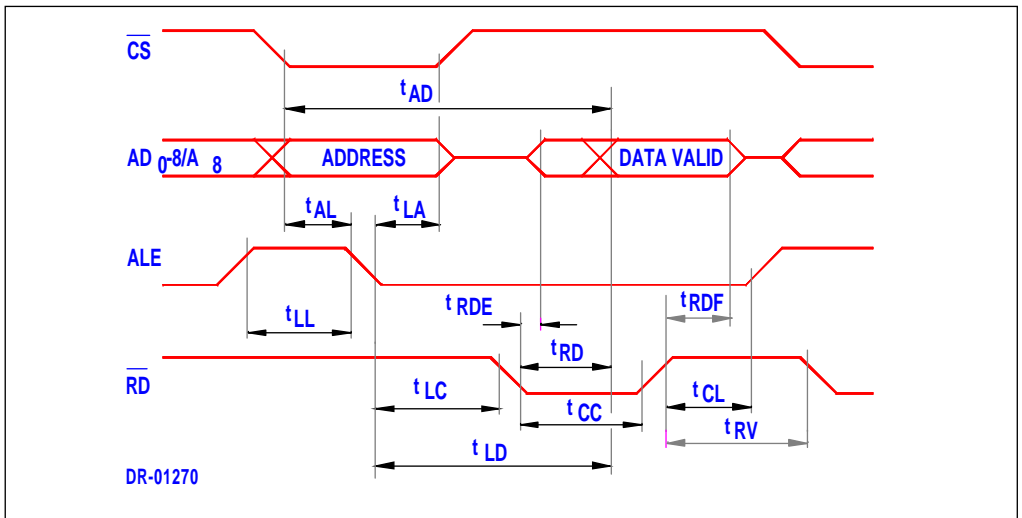 CS
t AD
AD 0-8/A 8
ADDRESS
DATA VALID
t AL
t LA
ALE
t RDE
t RDF
t LL
t RD
RD
t LC
t CC
t CL
t RV
t LD
DR-01270